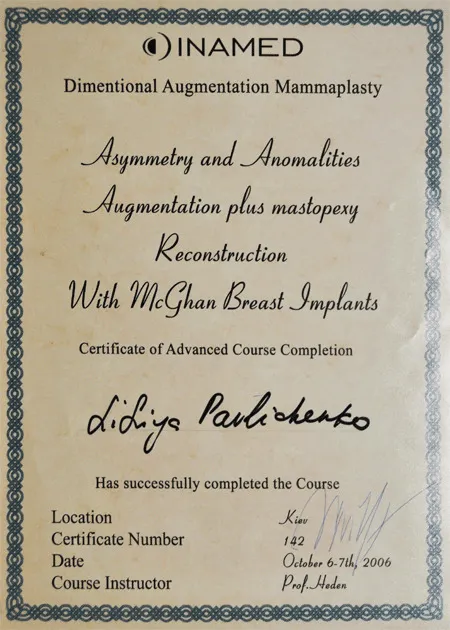 INAMED
Dimentional Augmentation Mammaplasty
Asymmetry and Anomalities
Augmentation plus mastopexy
Reconstruction
With McGhan Breast Implants
Certificate of Advanced Course Completion
Liliya Pavlichenko
Has successfully completed the Course
Location Kiev
Certificate Number 142
Date October 6-7th, 2006
Course Instructor Prof.Heden